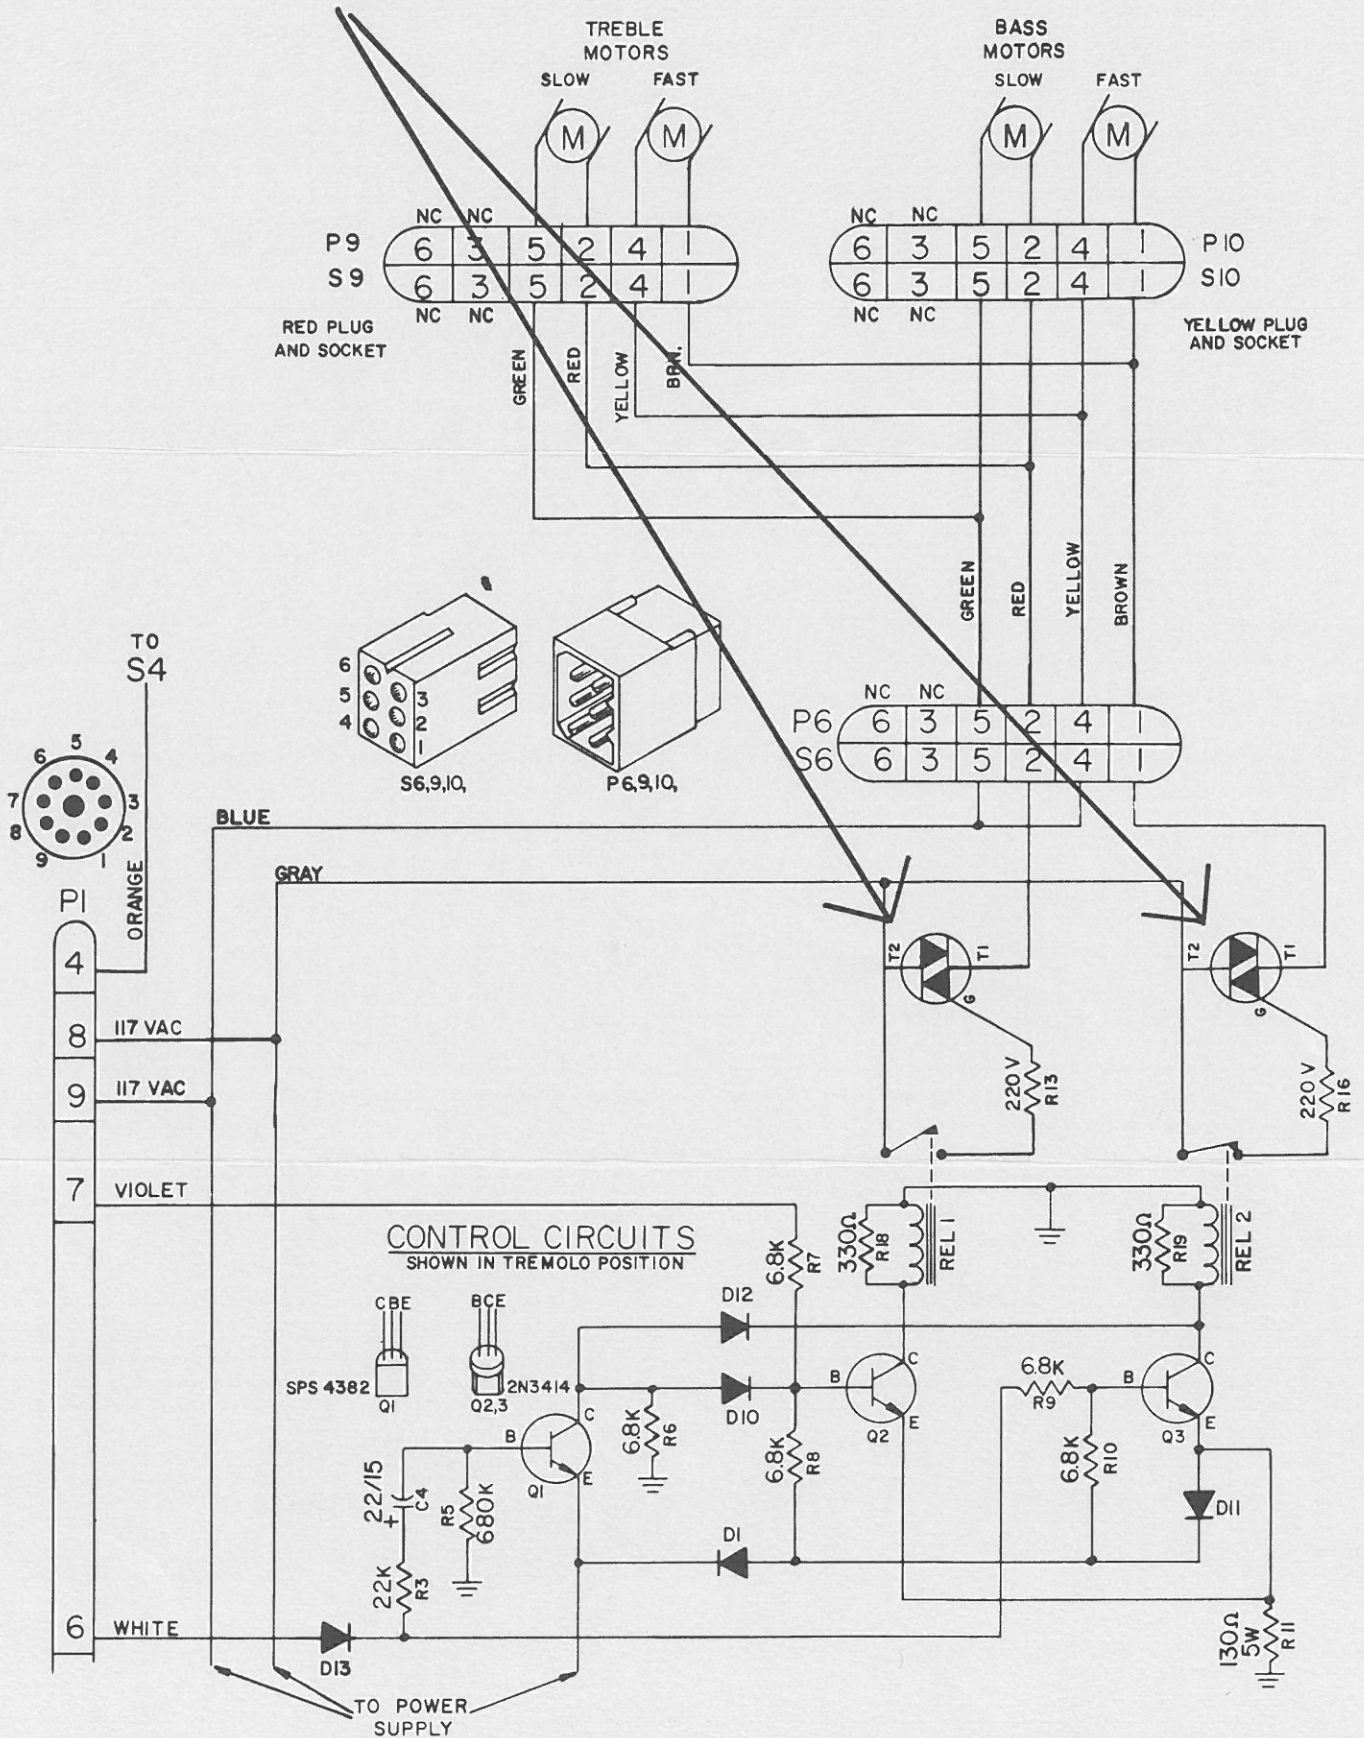 TREBLE
MOTORS
SLOW FAST
M M
BASS
MOTORS
SLOW FAST
M M
NC NC
P9 6 3 5 2 4 1
S9 6 3 5 2 4 1
NC NC
RED PLUG
AND SOCKET
NC NC
6 3 5 2 4 1 P10
6 3 5 2 4 1 S10
NC NC
YELLOW PLUG
AND SOCKET
GREEN
RED
YELLOW
BRN.
GREEN
RED
YELLOW
BROWN
TO
S4
6
5
4
3
2
1
S6,9,10,
P6,9,10,
NC NC
P6 6 3 5 2 4 1
S6 6 3 5 2 4 1
5
6 4
7 3
8 2
9 1
ORANGE
BLUE
GRAY
P1
4
8 117 VAC
9 117 VAC
7 VIOLET
6 WHITE
T2 T1
G
T2 T1
G
220 V
R13
220 V
R16
CONTROL CIRCUITS
SHOWN IN TREMOLO POSITION
6.8K
R7
330Ω
R18
REL 1
330Ω
R19
REL 2
CBE
SPS 4382
Q1
BCE
2N3414
Q2,3
D12
D10
B C E
Q1
6.8K
R6
6.8K
R8
B C E
Q2
6.8K
R9
6.8K
R10
B C E
Q3
D11
22/15
+
C4
R5
680K
22K
R3
D1
D13
130Ω
5W
R11
TO POWER
SUPPLY